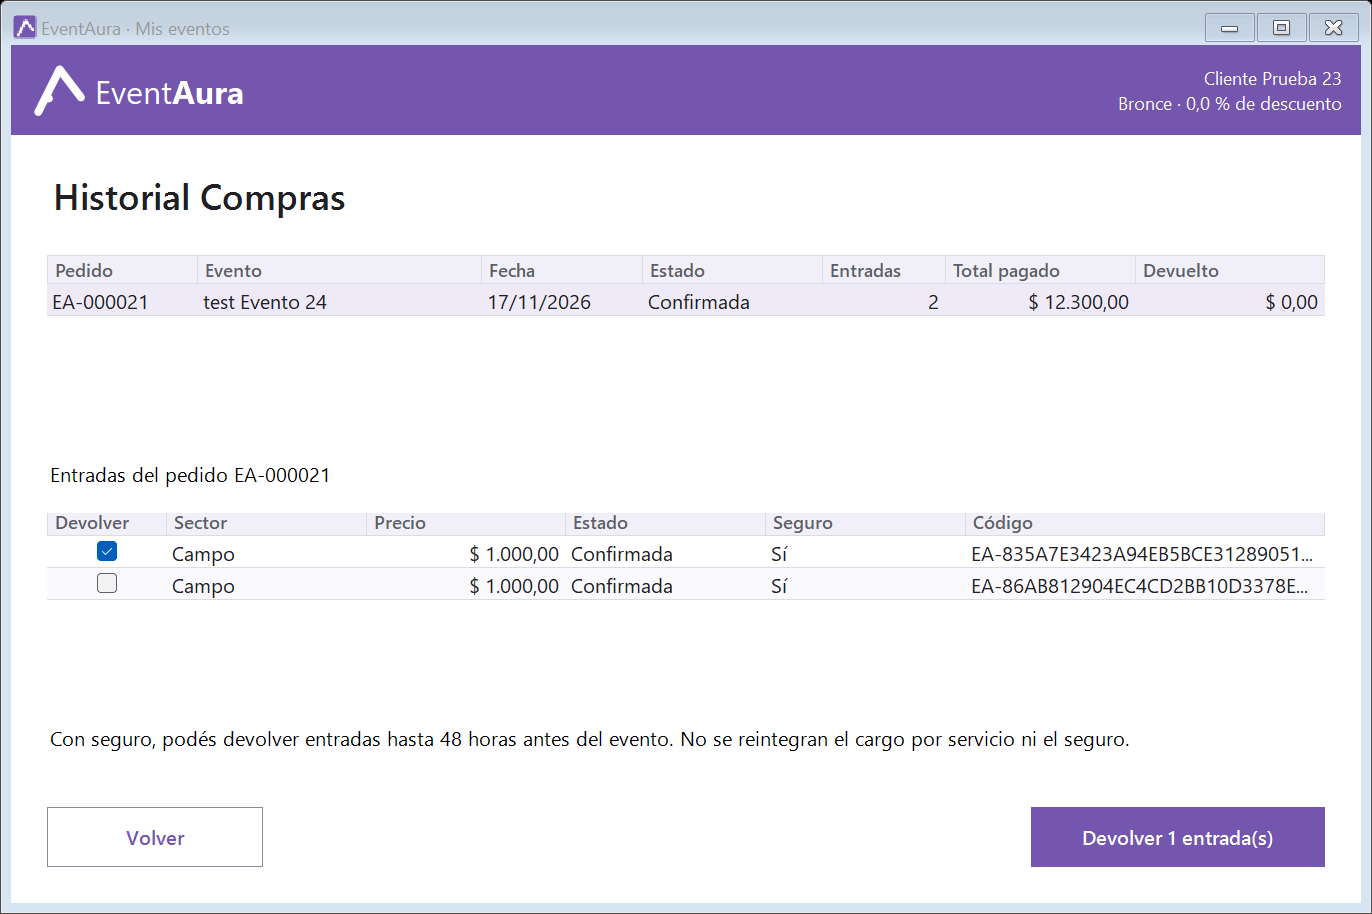 EventAura · Mis eventos
EventAura
Cliente Prueba 23
Bronce · 0,0 % de descuento
Historial Compras
Pedido Evento Fecha Estado Entradas Total pagado Devuelto
EA-000021 test Evento 24 17/11/2026 Confirmada 2 $ 12.300,00 $ 0,00
Entradas del pedido EA-000021
Devolver Sector Precio Estado Seguro Código
Campo $ 1.000,00 Confirmada Sí EA-835A7E3423A94EB5BCE31289051...
Campo $ 1.000,00 Confirmada Sí EA-86AB812904EC4CD2BB10D3378E...
Con seguro, podés devolver entradas hasta 48 horas antes del evento. No se reintegran el cargo por servicio ni el seguro.
Volver
Devolver 1 entrada(s)